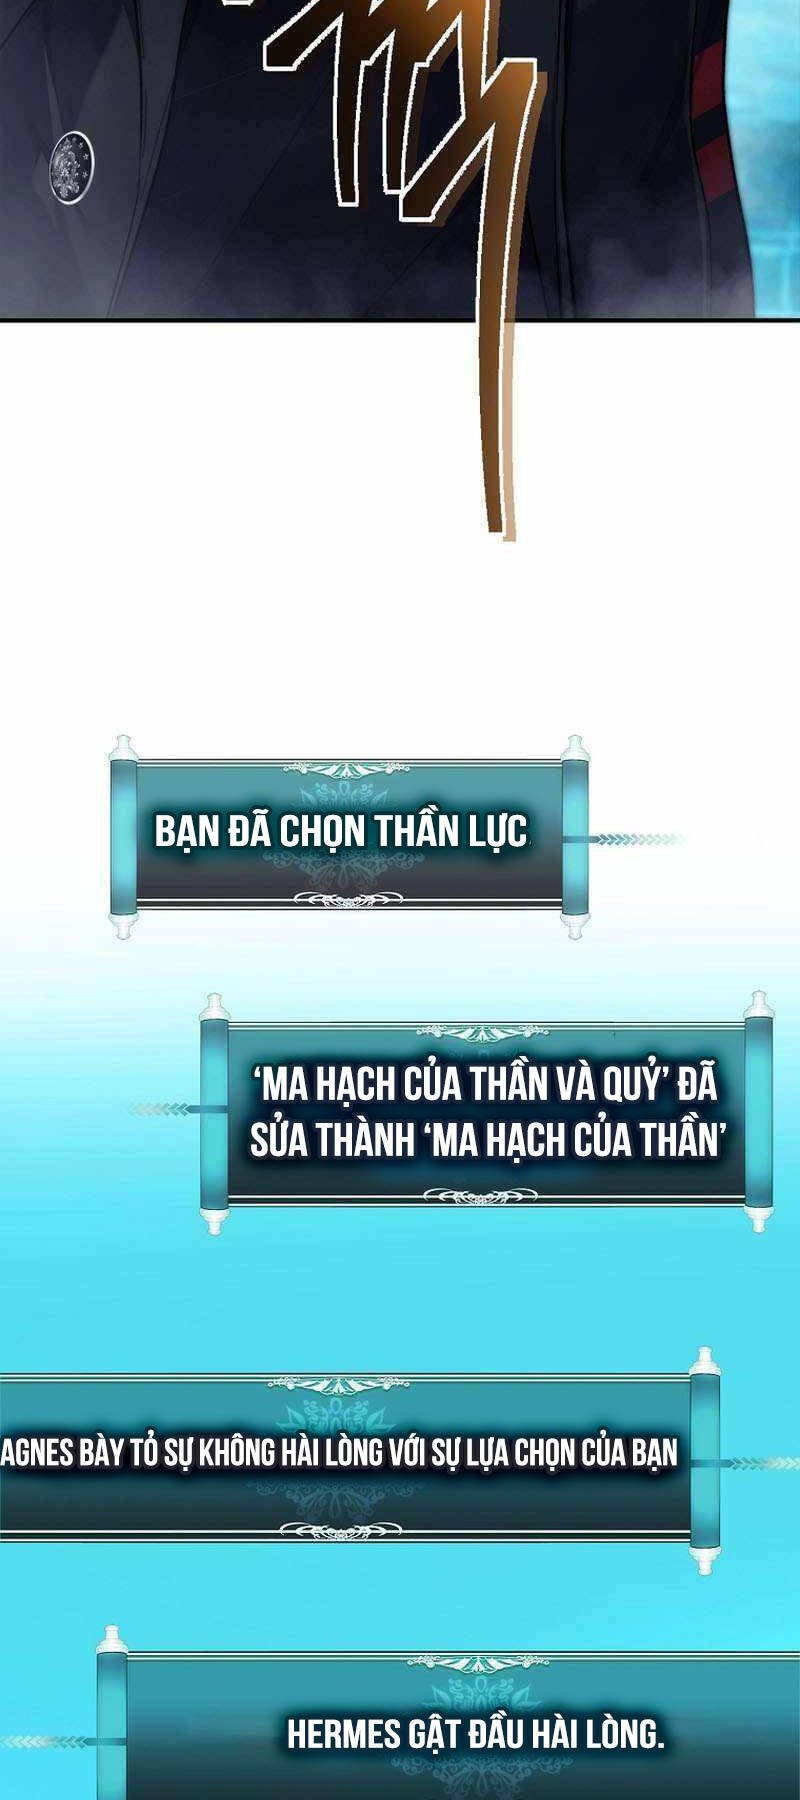 BẠN ĐÃ CHỌN THẦN LỰC
‘MA HẠCH CỦA THẦN VÀ QUỶ’ ĐÃ
SỬA THÀNH ‘MA HẠCH CỦA THẦN’
AGNES BÀY TỎ SỰ KHÔNG HÀI LÒNG VỚI SỰ LỰA CHỌN CỦA BẠN
HERMES GẬT ĐẦU HÀI LÒNG.